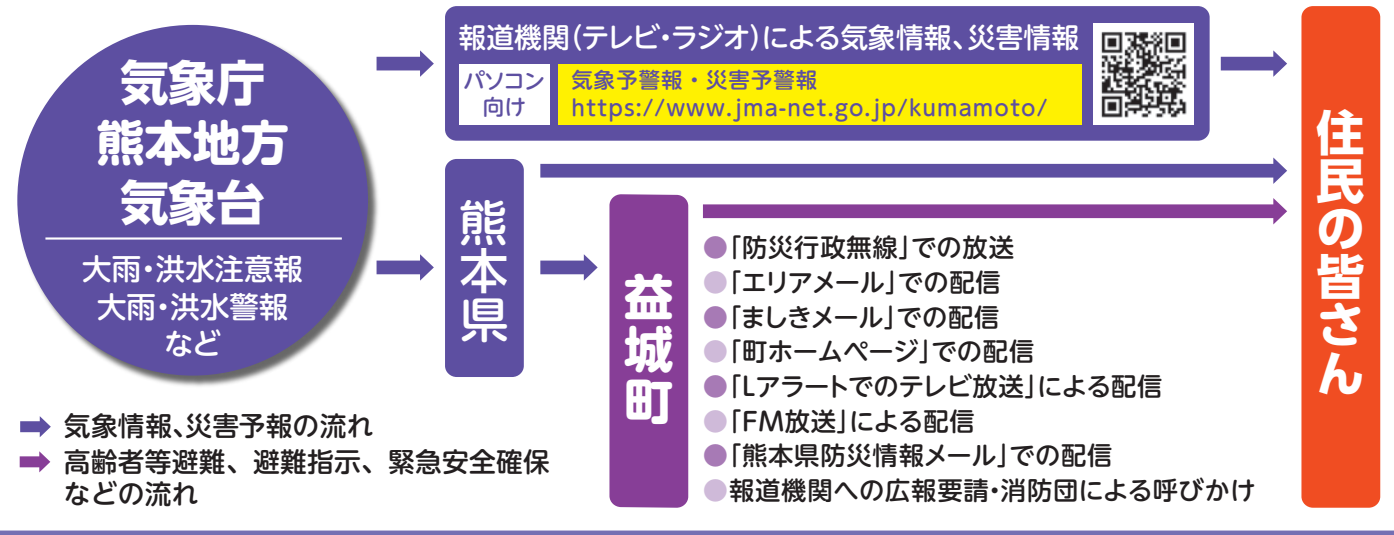 気象庁
熊本地方
気象台
大雨・洪水注意報
大雨・洪水警報
など
報道機関(テレビ・ラジオ)による気象情報、災害情報
パソコン
向け
気象予警報・災害予警報
https://www.jma-net.go.jp/kumamoto/
熊本県
益城町
●「防災行政無線」での放送
●「エリアメール」での配信
●「ましきメール」での配信
●「町ホームページ」での配信
●「Lアラートでのテレビ放送」による配信
●「FM放送」による配信
●「熊本県防災情報メール」での配信
●報道機関への広報要請・消防団による呼びかけ
住民の皆さん
➡ 気象情報、災害予報の流れ
➡ 高齢者等避難、避難指示、緊急安全確保
などの流れ